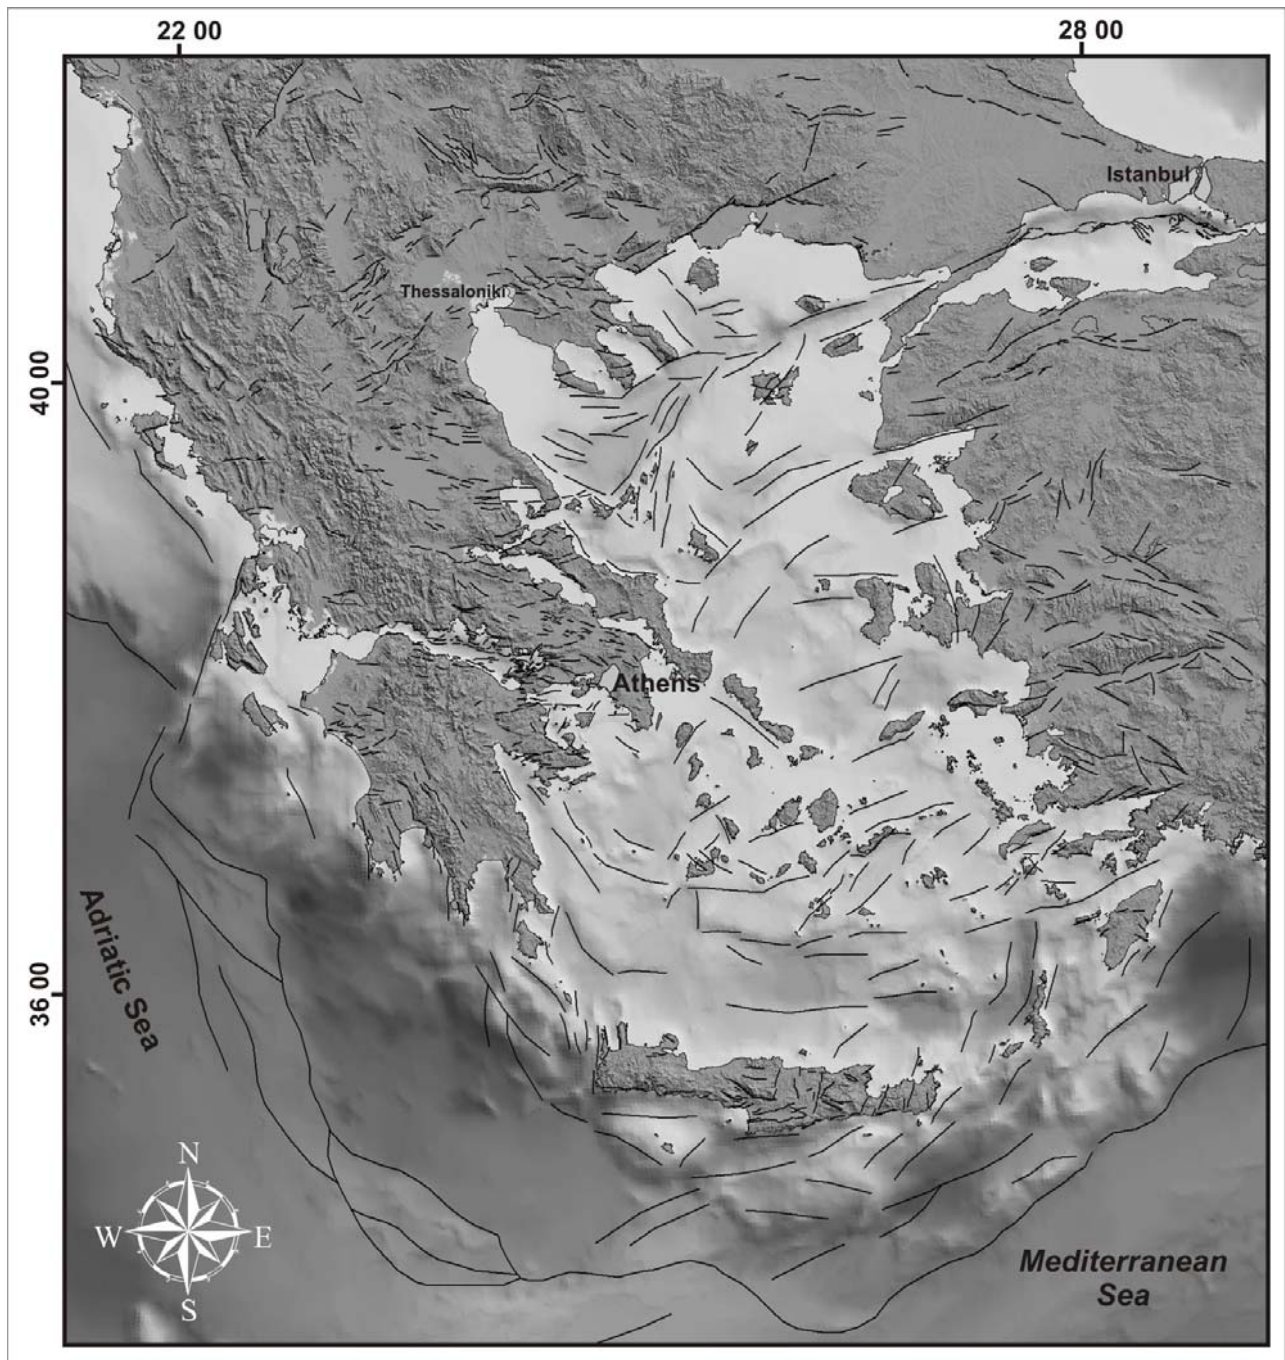 22 00
28 00
Istanbul
Thessaloniki
40 00
Athens
Adriatic Sea
36 00
N
W
E
S
Mediterranean
Sea